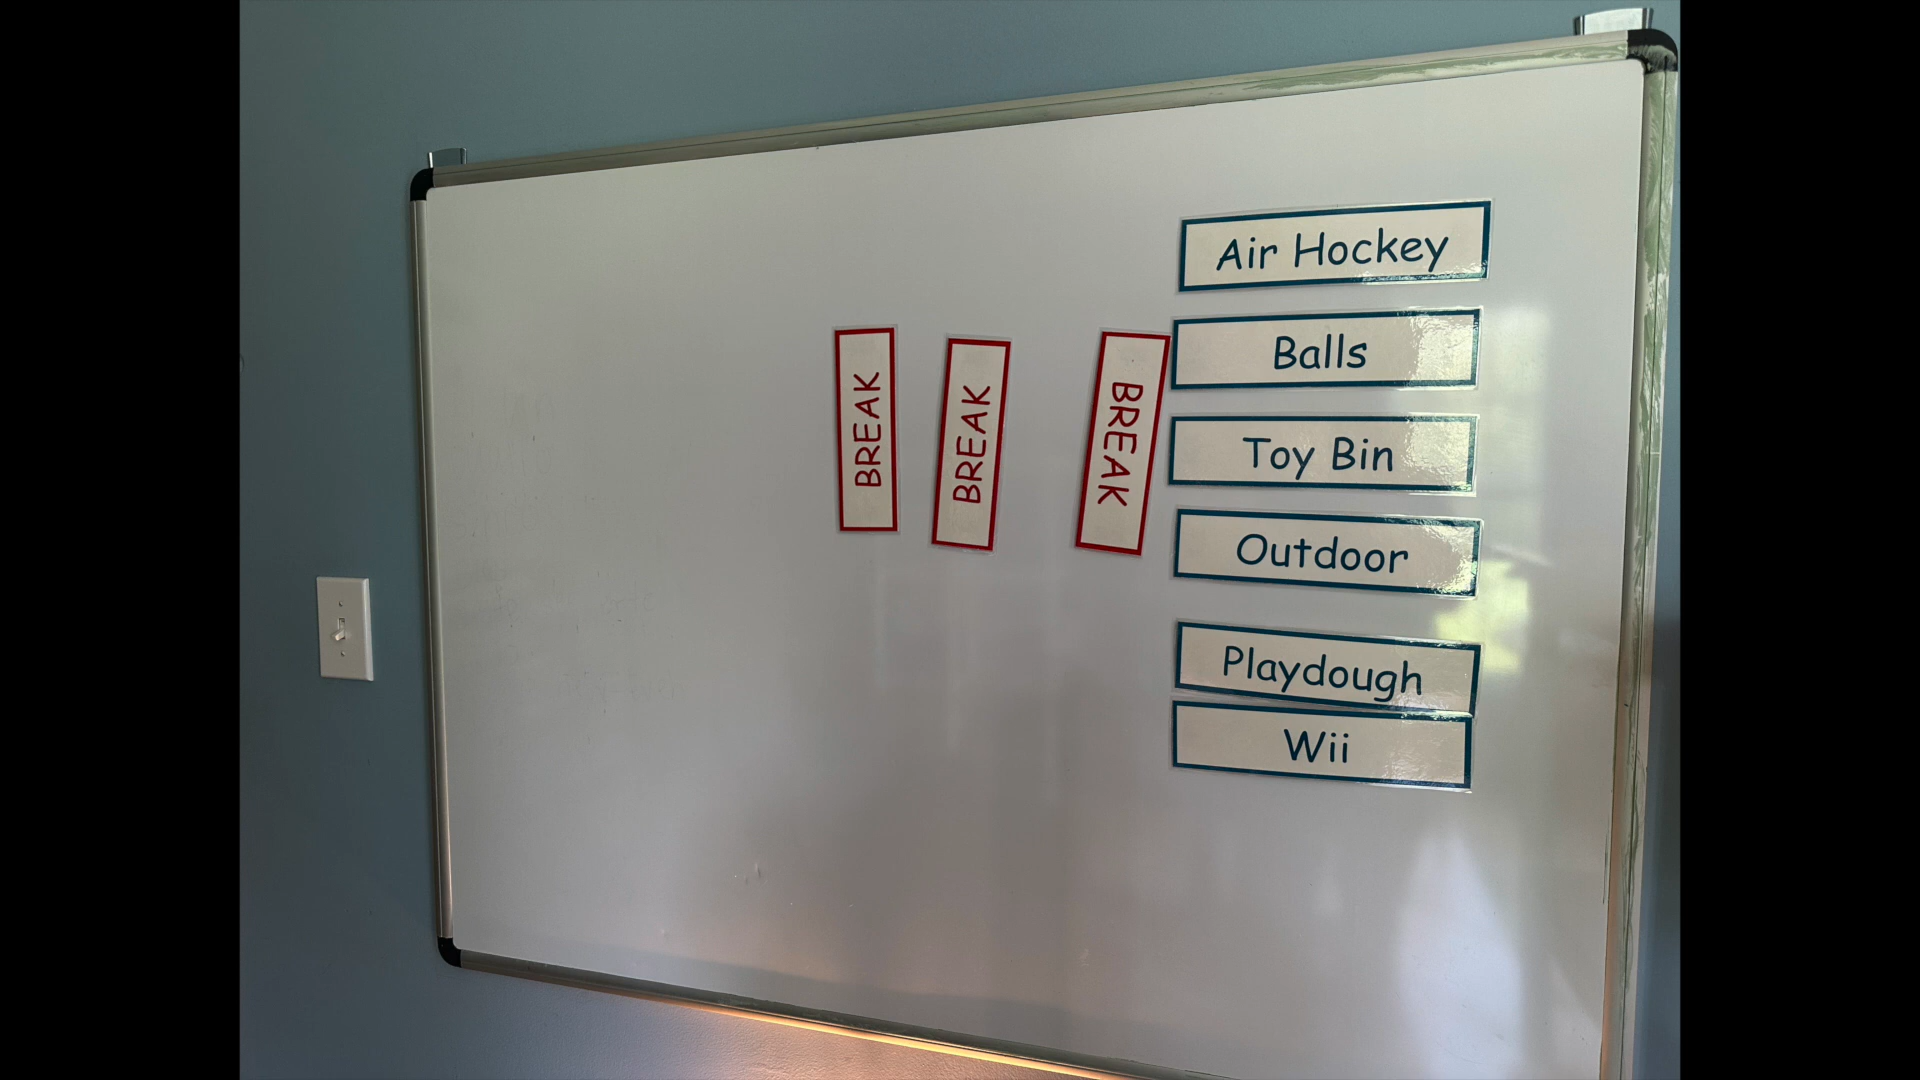 BREAK
BREAK
BREAK
Air Hockey
Balls
Toy Bin
Outdoor
Playdough
Wii